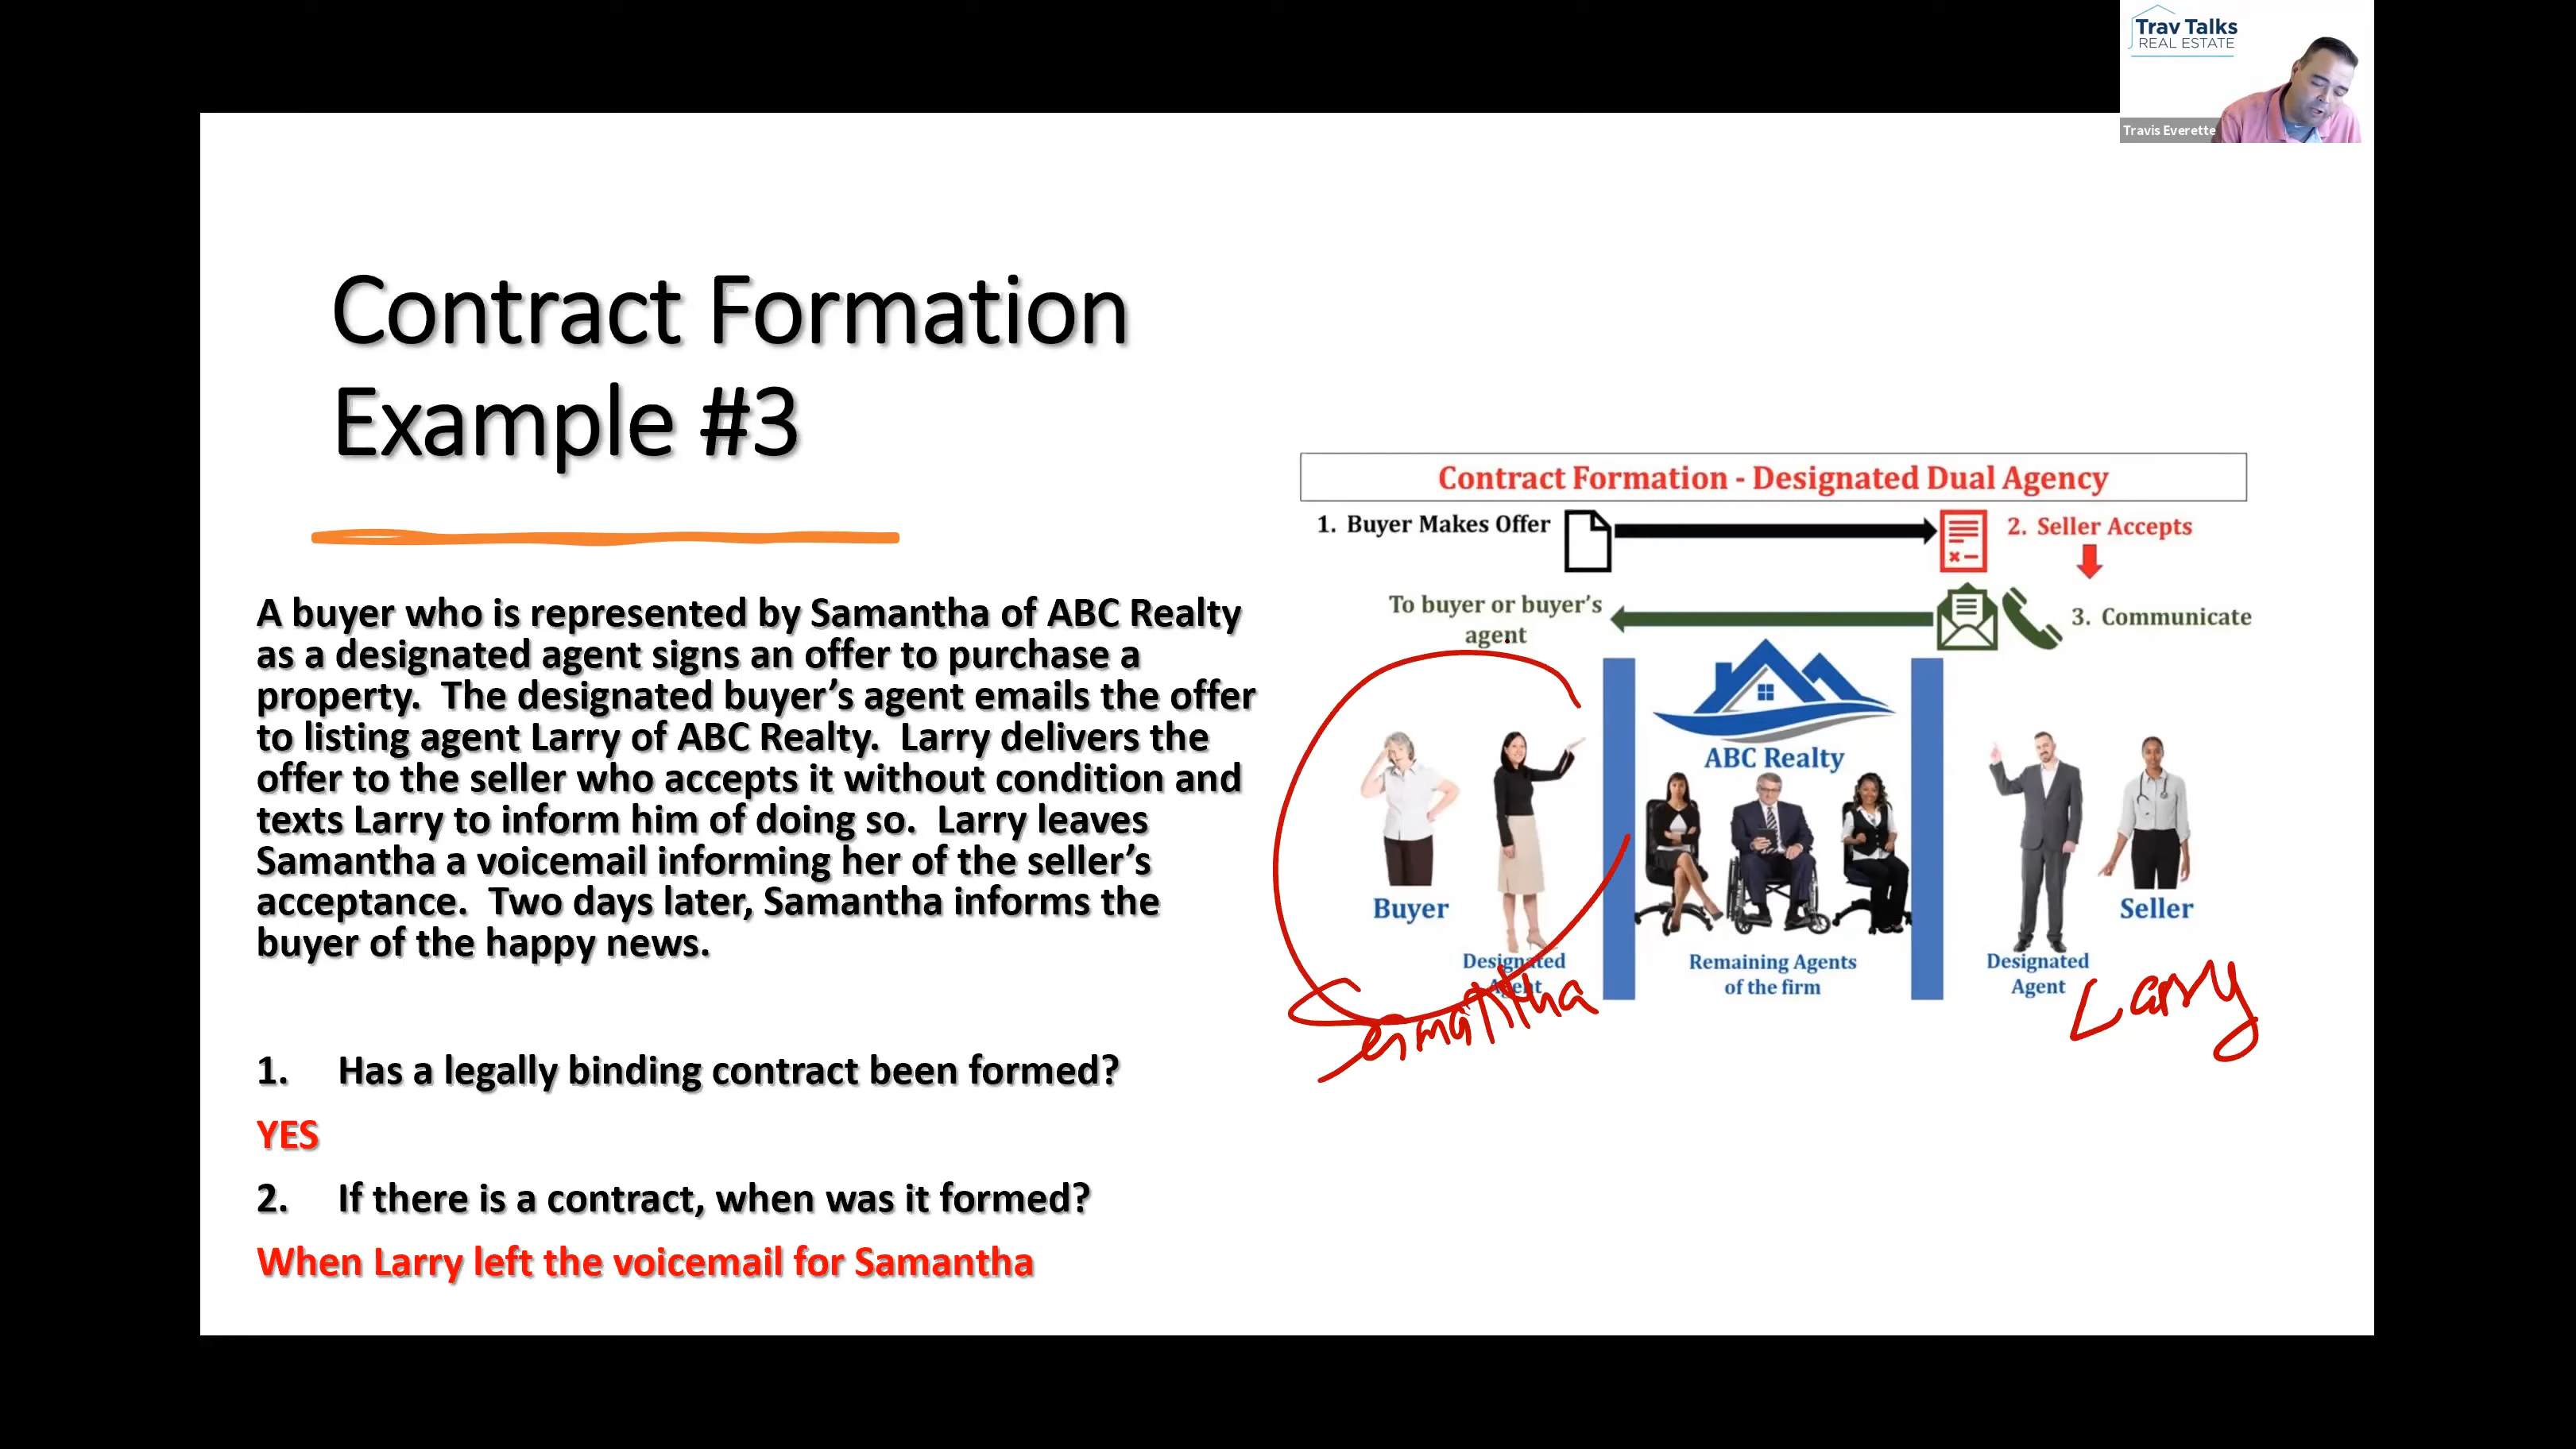 Trav Talks
REAL ESTATE
Travis Everette
Contract Formation
Example #3
A buyer who is represented by Samantha of ABC Realty
as a designated agent signs an offer to purchase a
property.  The designated buyer’s agent emails the offer
to listing agent Larry of ABC Realty.  Larry delivers the
offer to the seller who accepts it without condition and
texts Larry to inform him of doing so.  Larry leaves
Samantha a voicemail informing her of the seller’s
acceptance.  Two days later, Samantha informs the
buyer of the happy news.
1. Has a legally binding contract been formed?
YES
2. If there is a contract, when was it formed?
When Larry left the voicemail for Samantha
Contract Formation - Designated Dual Agency
1. Buyer Makes Offer
2. Seller Accepts
To buyer or buyer’s
agent
3. Communicate
ABC Realty
Buyer
Seller
Designated
Agent
Remaining Agents
of the firm
Designated
Agent
Samantha
Larry